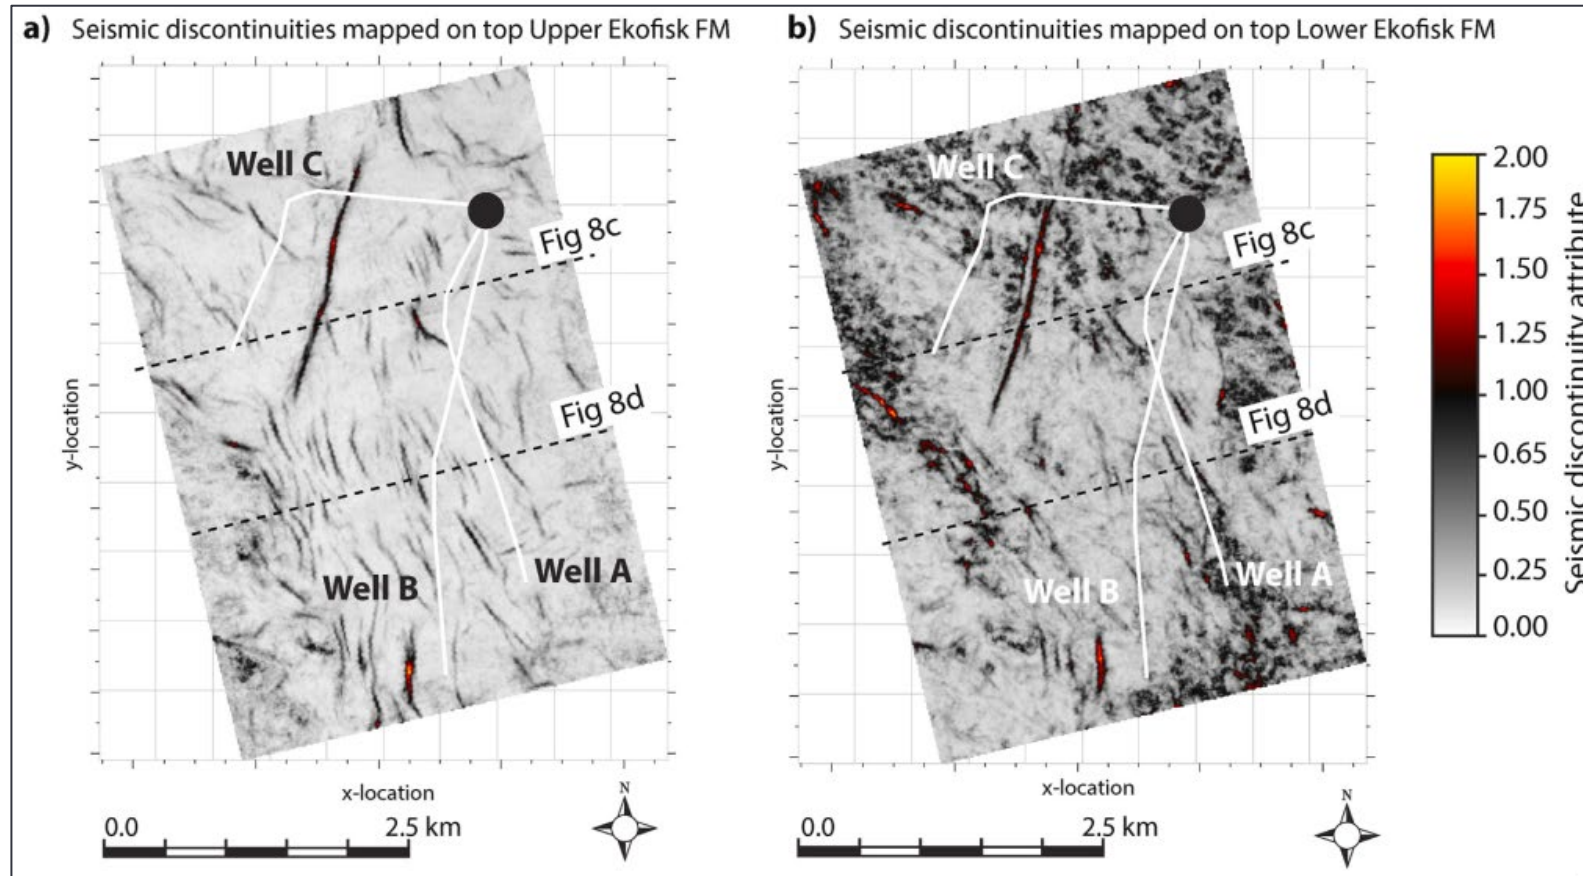 a) Seismic discontinuities mapped on top Upper Ekofisk FM
Well C
Fig 8c
Fig 8d
Well B
Well A
y-location
x-location
N
0.0 2.5 km
b) Seismic discontinuities mapped on top Lower Ekofisk FM
Well C
Fig 8c
Fig 8d
Well B
Well A
y-location
x-location
N
0.0 2.5 km
2.00
1.75
1.50
1.25
1.00
0.65
0.50
0.25
0.00
Seismic discontinuity attribute